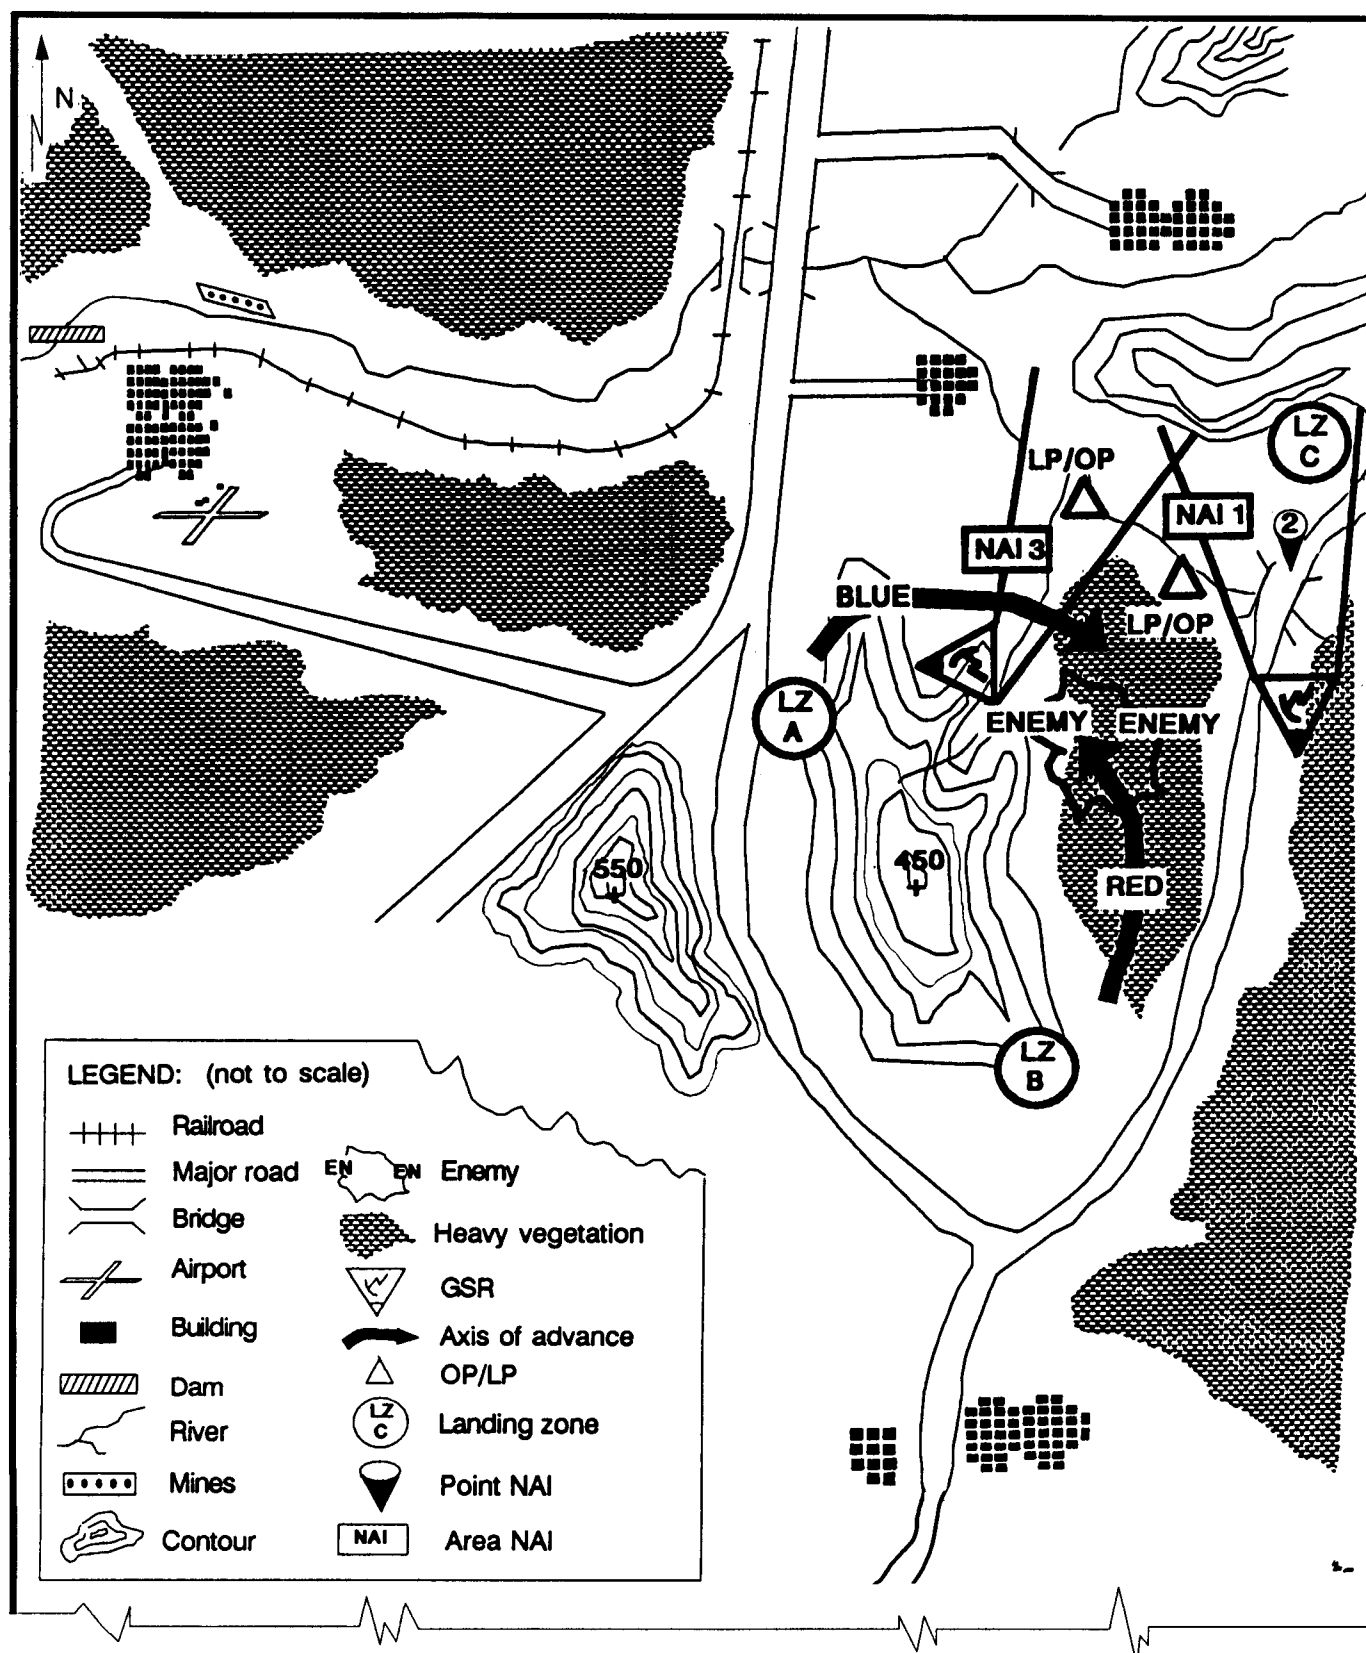 N
LZ
C
LP/OP
NAI 1
2
NAI 3
BLUE
LP/OP
LZ
A
ENEMY
ENEMY
550
450
RED
LZ
B
LEGEND: (not to scale)
Railroad
Major road
Bridge
Airport
Building
Dam
River
Mines
Contour
EN EN Enemy
Heavy vegetation
GSR
Axis of advance
OP/LP
LZ
C
Landing zone
Point NAI
NAI Area NAI